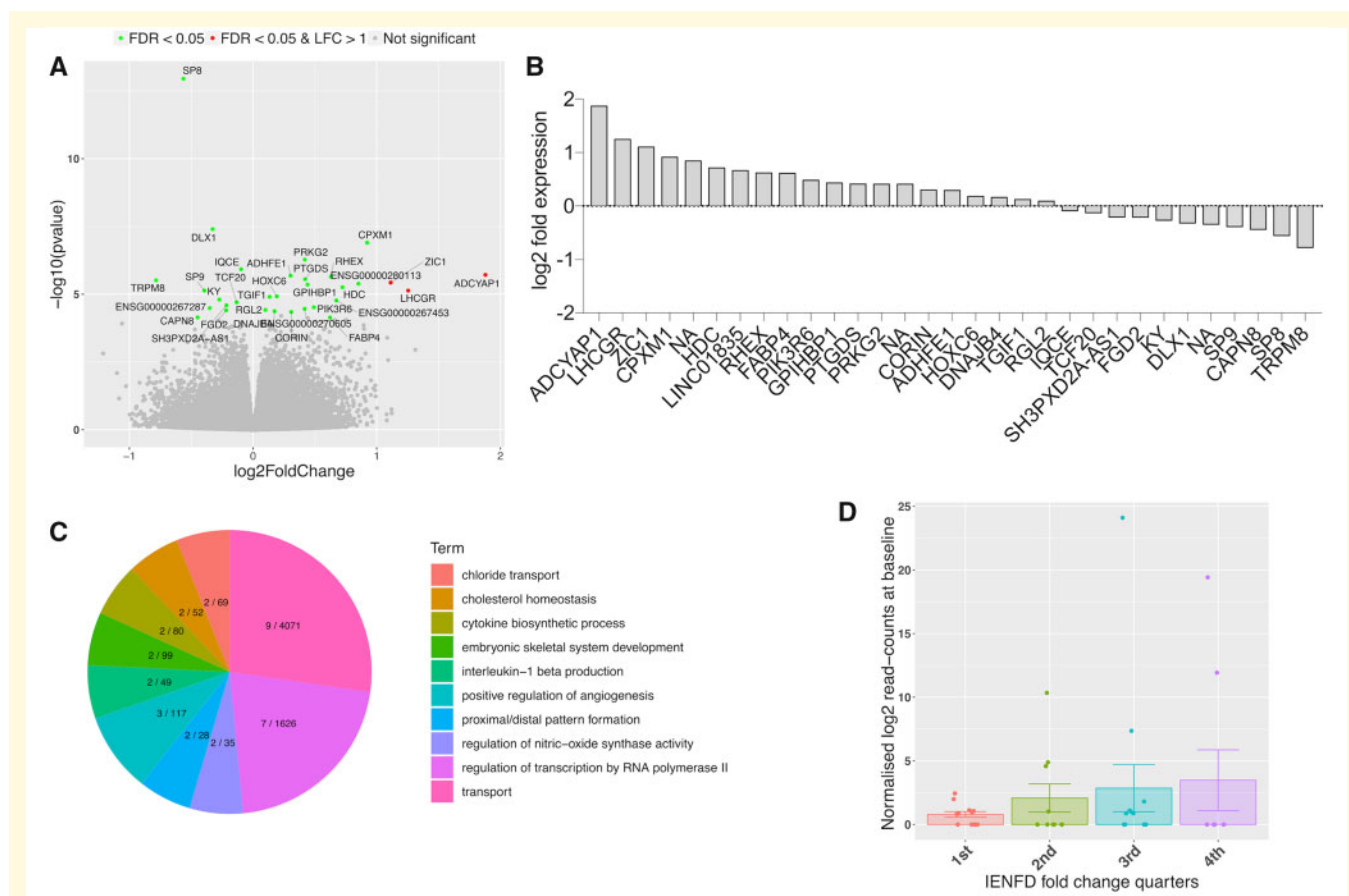 FDR < 0.05 FDR < 0.05 & LFC > 1 Not significant
A
SP8
10
DLX1
CPXM1
IQCE
ADHFE1
PRKG2
RHEX
ZIC1
SP9
TCF20
PTGDS
ENSG00000280113
ADCYAP1
TRPM8
KY
HOXC6
TGIF1
GPIHBP1
HDC
LHCGR
5
ENSG00000267287
RGL2
PIK3R6
ENSG00000267453
CAPN8
FGD2
ENSG00000270605
SH3PXD2A−AS1
CORIN
FABP4
0
−1
0
1
2
−log10(pvalue)
log2FoldChange
B
2
1
0
-1
-2
log2 fold expression
ADCYAP1
LHCGR
ZIC1
CPXM1
NA
HDC
LINC01835
RHEX
FABP4
PIK3R6
GPIHBP1
PTGDS
PRKG2
NA
CORIN
ADHFE1
HOXC6
DNAJB4
TGIF1
RGL2
IQCE
TCF20
SH3PXD2A-AS1
FGD2
KY
DLX1
NA
SP9
CAPN8
SP8
TRPM8
C
2 / 69
2 / 52
2 / 80
2 / 99
2 / 49
3 / 117
2 / 28
2 / 35
7 / 1626
9 / 4071
Term
chloride transport
cholesterol homeostasis
cytokine biosynthetic process
embryonic skeletal system development
interleukin−1 beta production
positive regulation of angiogenesis
proximal/distal pattern formation
regulation of nitric−oxide synthase activity
regulation of transcription by RNA polymerase II
transport
D
25
20
15
10
5
0
Normalised log2 read−counts at baseline
1st
2nd
3rd
4th
IENFD fold change quarters